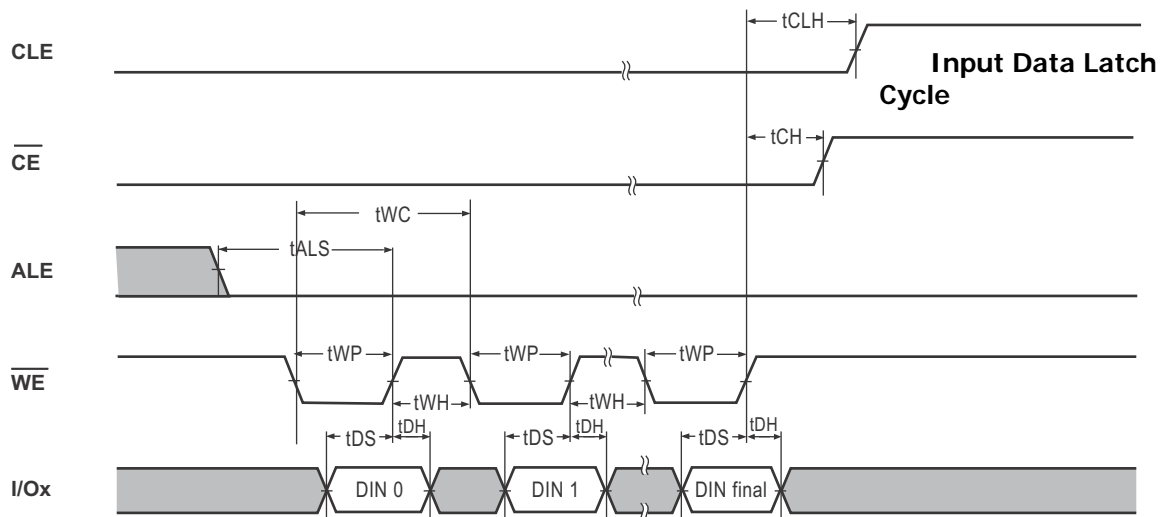 tCLH
CLE
Input Data Latch
Cycle
tCH
CE
tWC
tALS
ALE
tWP
tWP
tWP
WE
tWH
tWH
tDS
tDH
tDS
tDH
tDS
tDH
I/Ox
DIN 0
DIN 1
DIN final